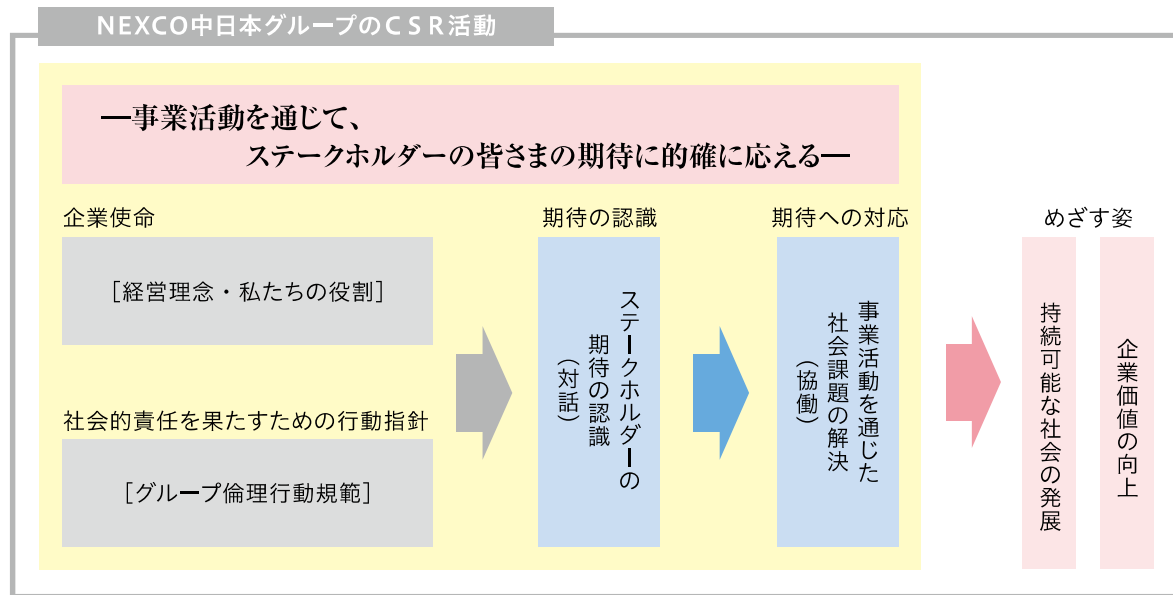 NEXCO中日本グループのCSR活動
―事業活動を通じて、
ステークホルダーの皆さまの期待に的確に応える―
企業使命
［経営理念・私たちの役割］
社会的責任を果たすための行動指針
［グループ倫理行動規範］
期待の認識
ステークホルダーの
期待の認識
（対話）
期待への対応
事業活動を通じた
社会課題の解決
（協働）
めざす姿
持続可能な社会の発展
企業価値の向上